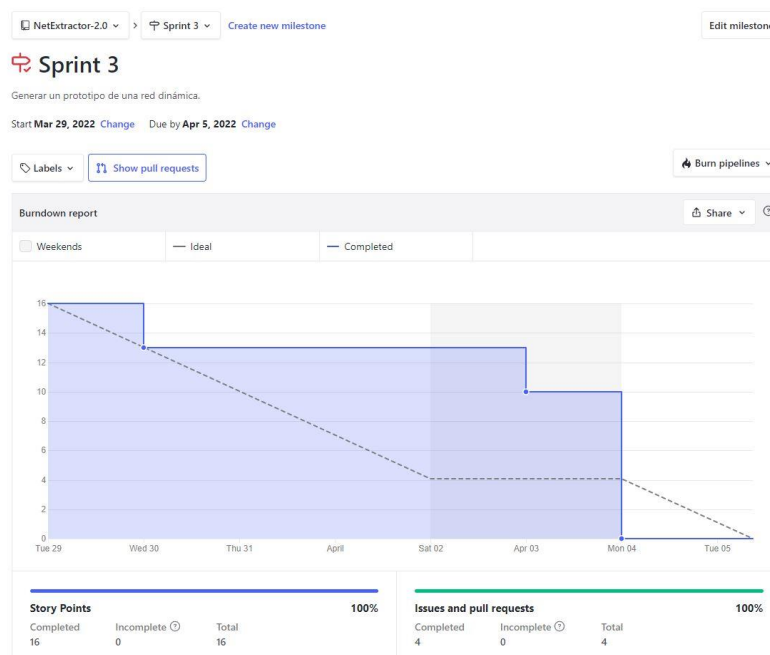 NetExtractor-2.0 > Sprint 3 Create new milestone Edit milestone
Sprint 3
Generar un prototipo de una red dinámica.
Start Mar 29, 2022 Change Due by Apr 5, 2022 Change
Labels Show pull requests Burn pipelines
Burndown report Share
Weekends Ideal Completed
16
14
12
10
8
6
4
2
0
Tue 29 Wed 30 Thu 31 April Sat 02 Apr 03 Mon 04 Tue 05
Story Points 100% Issues and pull requests 100%
Completed Incomplete Total Completed Incomplete Total
16 0 16 4 0 4